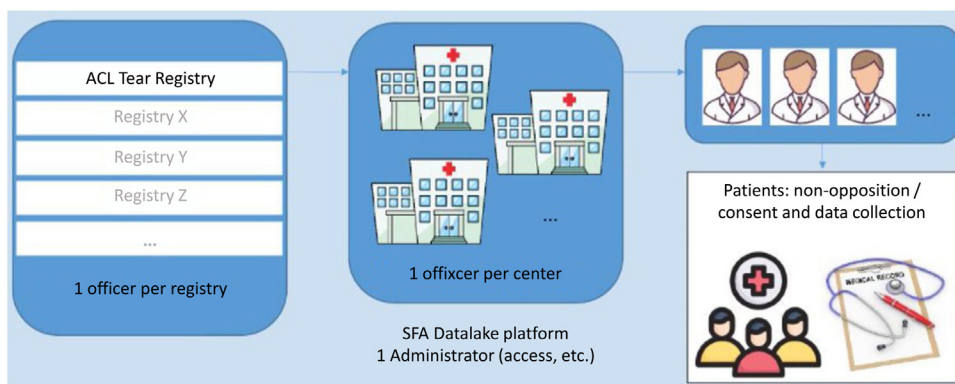 ACL Tear Registry
Registry X
Registry Y
Registry Z
...
1 officer per registry
...
1 offixcer per center
SFA Datalake platform
1 Administrator (access, etc.)
...
Patients: non-opposition /
consent and data collection
MEDICAL RECORD